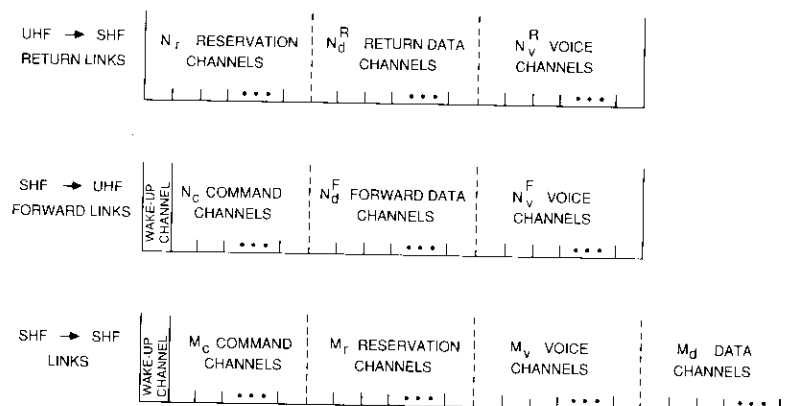 UHF → SHF
RETURN LINKS
N_r RESERVATION
CHANNELS
N_d^R RETURN DATA
CHANNELS
N_v^R VOICE
CHANNELS
•••
•••
•••
SHF → UHF
FORWARD LINKS
WAKE-UP
CHANNEL
N_c COMMAND
CHANNELS
N_d^F FORWARD DATA
CHANNELS
N_v^F VOICE
CHANNELS
•••
•••
•••
SHF → SHF
LINKS
WAKE-UP
CHANNEL
M_c COMMAND
CHANNELS
M_r RESERVATION
CHANNELS
M_v VOICE
CHANNELS
M_d DATA
CHANNELS
•••
•••
•••
•••